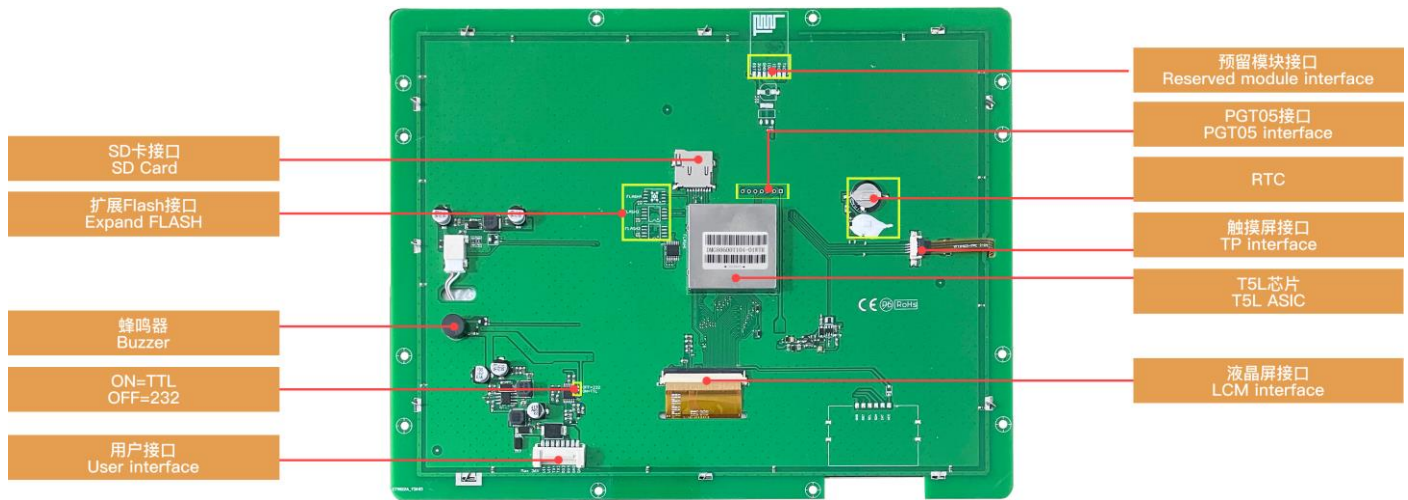 SD卡接口
SD Card
扩展Flash接口
Expand FLASH
蜂鸣器
Buzzer
ON=TTL
OFF=232
用户接口
User interface
预留模块接口
Reserved module interface
PGT05接口
PGT05 interface
RTC
触摸屏接口
TP interface
T5L芯片
T5L ASIC
液晶屏接口
LCM interface
CE Pb RoHS